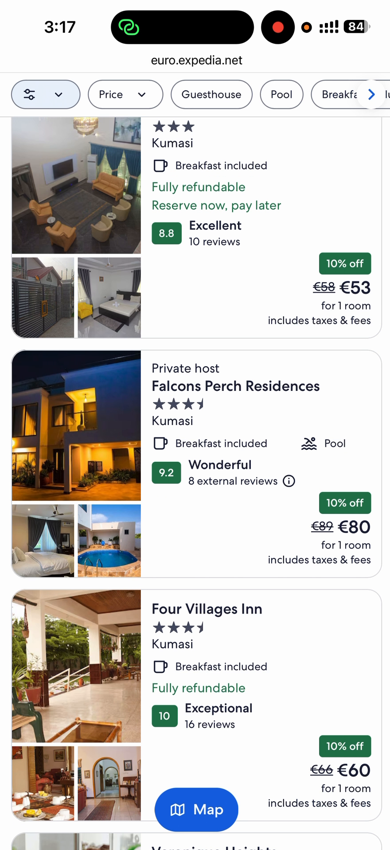 3:17
84
euro.expedia.net
Price
Guesthouse
Pool
Breakfa
Kumasi
Breakfast included
Fully refundable
Reserve now, pay later
8.8
Excellent
10 reviews
10% off
€58 €53
for 1 room
includes taxes & fees
Private host
Falcons Perch Residences
Kumasi
Breakfast included
Pool
9.2
Wonderful
8 external reviews
10% off
€89 €80
for 1 room
includes taxes & fees
Four Villages Inn
Kumasi
Breakfast included
Fully refundable
10
Exceptional
16 reviews
10% off
€66 €60
for 1 room
includes taxes & fees
Map